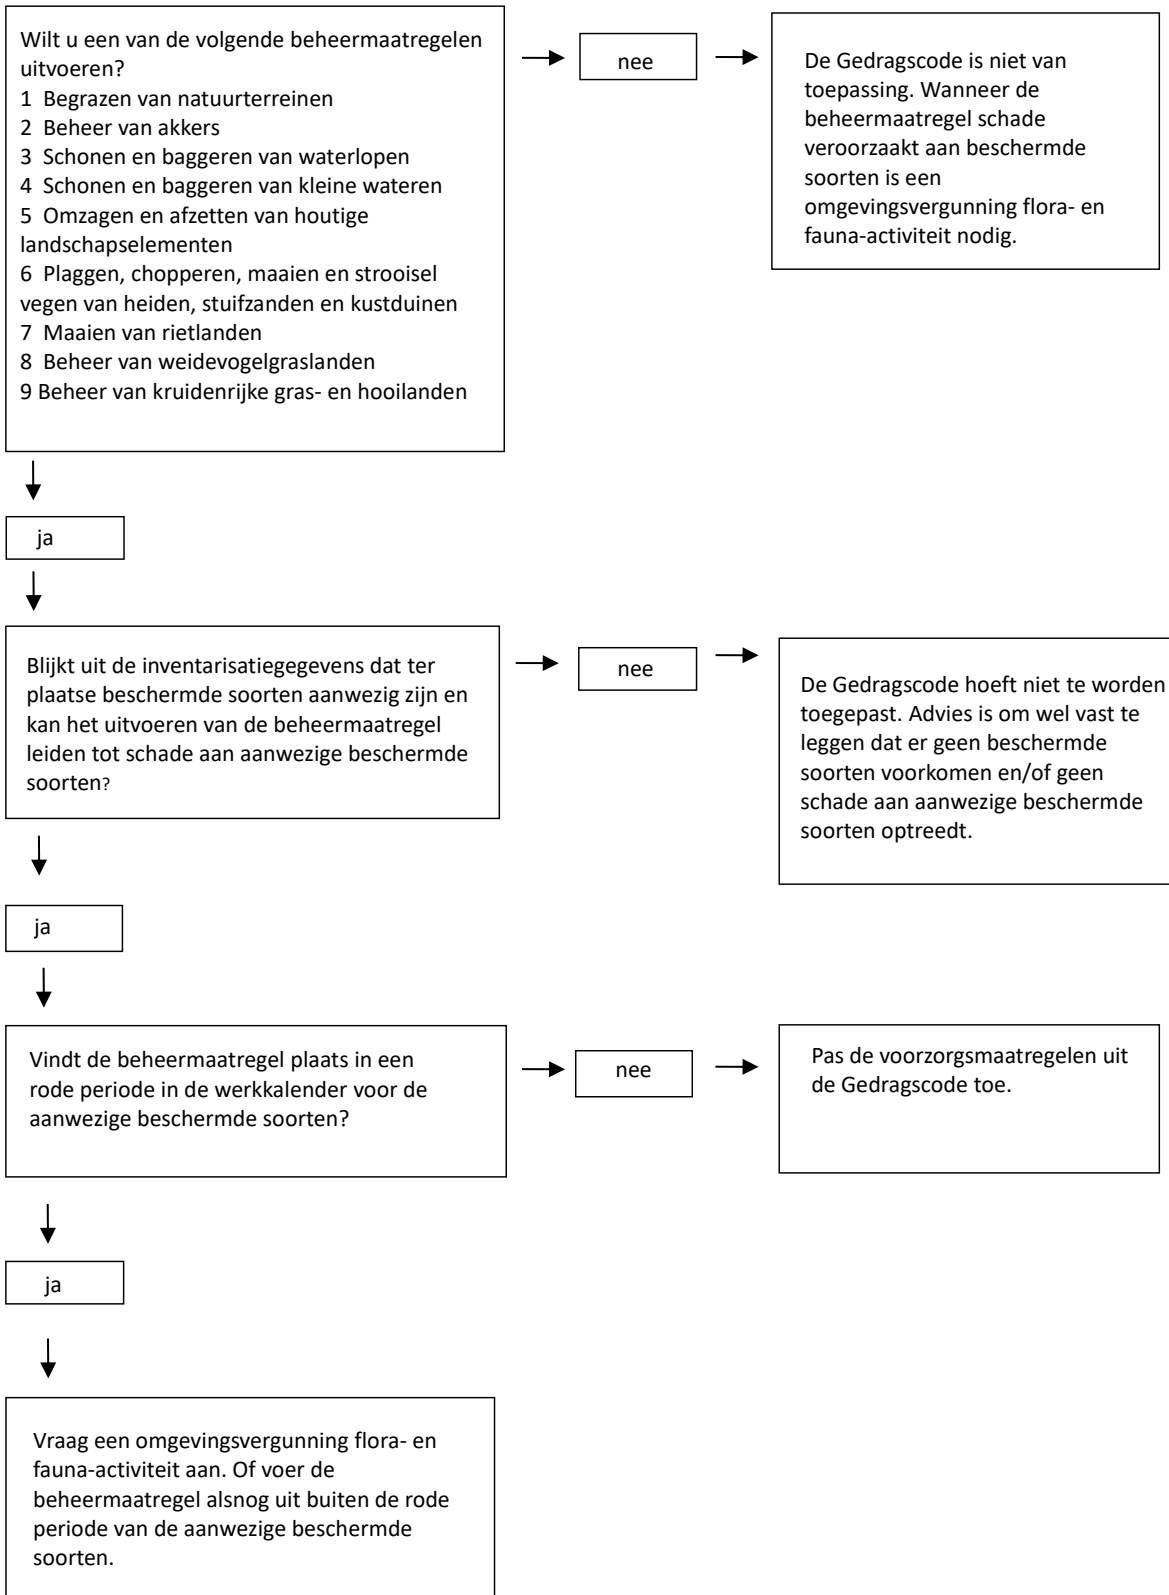 Wilt u een van de volgende beheermaatregelen
uitvoeren?
1 Begrazen van natuurterreinen
2 Beheer van akkers
3 Schonen en baggeren van waterlopen
4 Schonen en baggeren van kleine wateren
5 Omzagen en afzetten van houtige
landschapselementen
6 Plaggen, chopperen, maaien en strooisel
vegen van heiden, stuifzanden en kustduinen
7 Maaien van rietlanden
8 Beheer van weidevogelgraslanden
9 Beheer van kruidenrijke gras- en hooilanden
nee
De Gedragscode is niet van
toepassing. Wanneer de
beheermaatregel schade
veroorzaakt aan beschermde
soorten is een
omgevingsvergunning flora- en
fauna-activiteit nodig.
ja
Blijkt uit de inventarisatiegegevens dat ter
plaatse beschermde soorten aanwezig zijn en
kan het uitvoeren van de beheermaatregel
leiden tot schade aan aanwezige beschermde
soorten?
nee
De Gedragscode hoeft niet te worden
toegepast. Advies is om wel vast te
leggen dat er geen beschermde
soorten voorkomen en/of geen
schade aan aanwezige beschermde
soorten optreedt.
ja
Vindt de beheermaatregel plaats in een
rode periode in de werkkalender voor de
aanwezige beschermde soorten?
nee
Pas de voorzorgsmaatregelen uit
de Gedragscode toe.
ja
Vraag een omgevingsvergunning flora- en
fauna-activiteit aan. Of voer de
beheermaatregel alsnog uit buiten de rode
periode van de aanwezige beschermde
soorten.